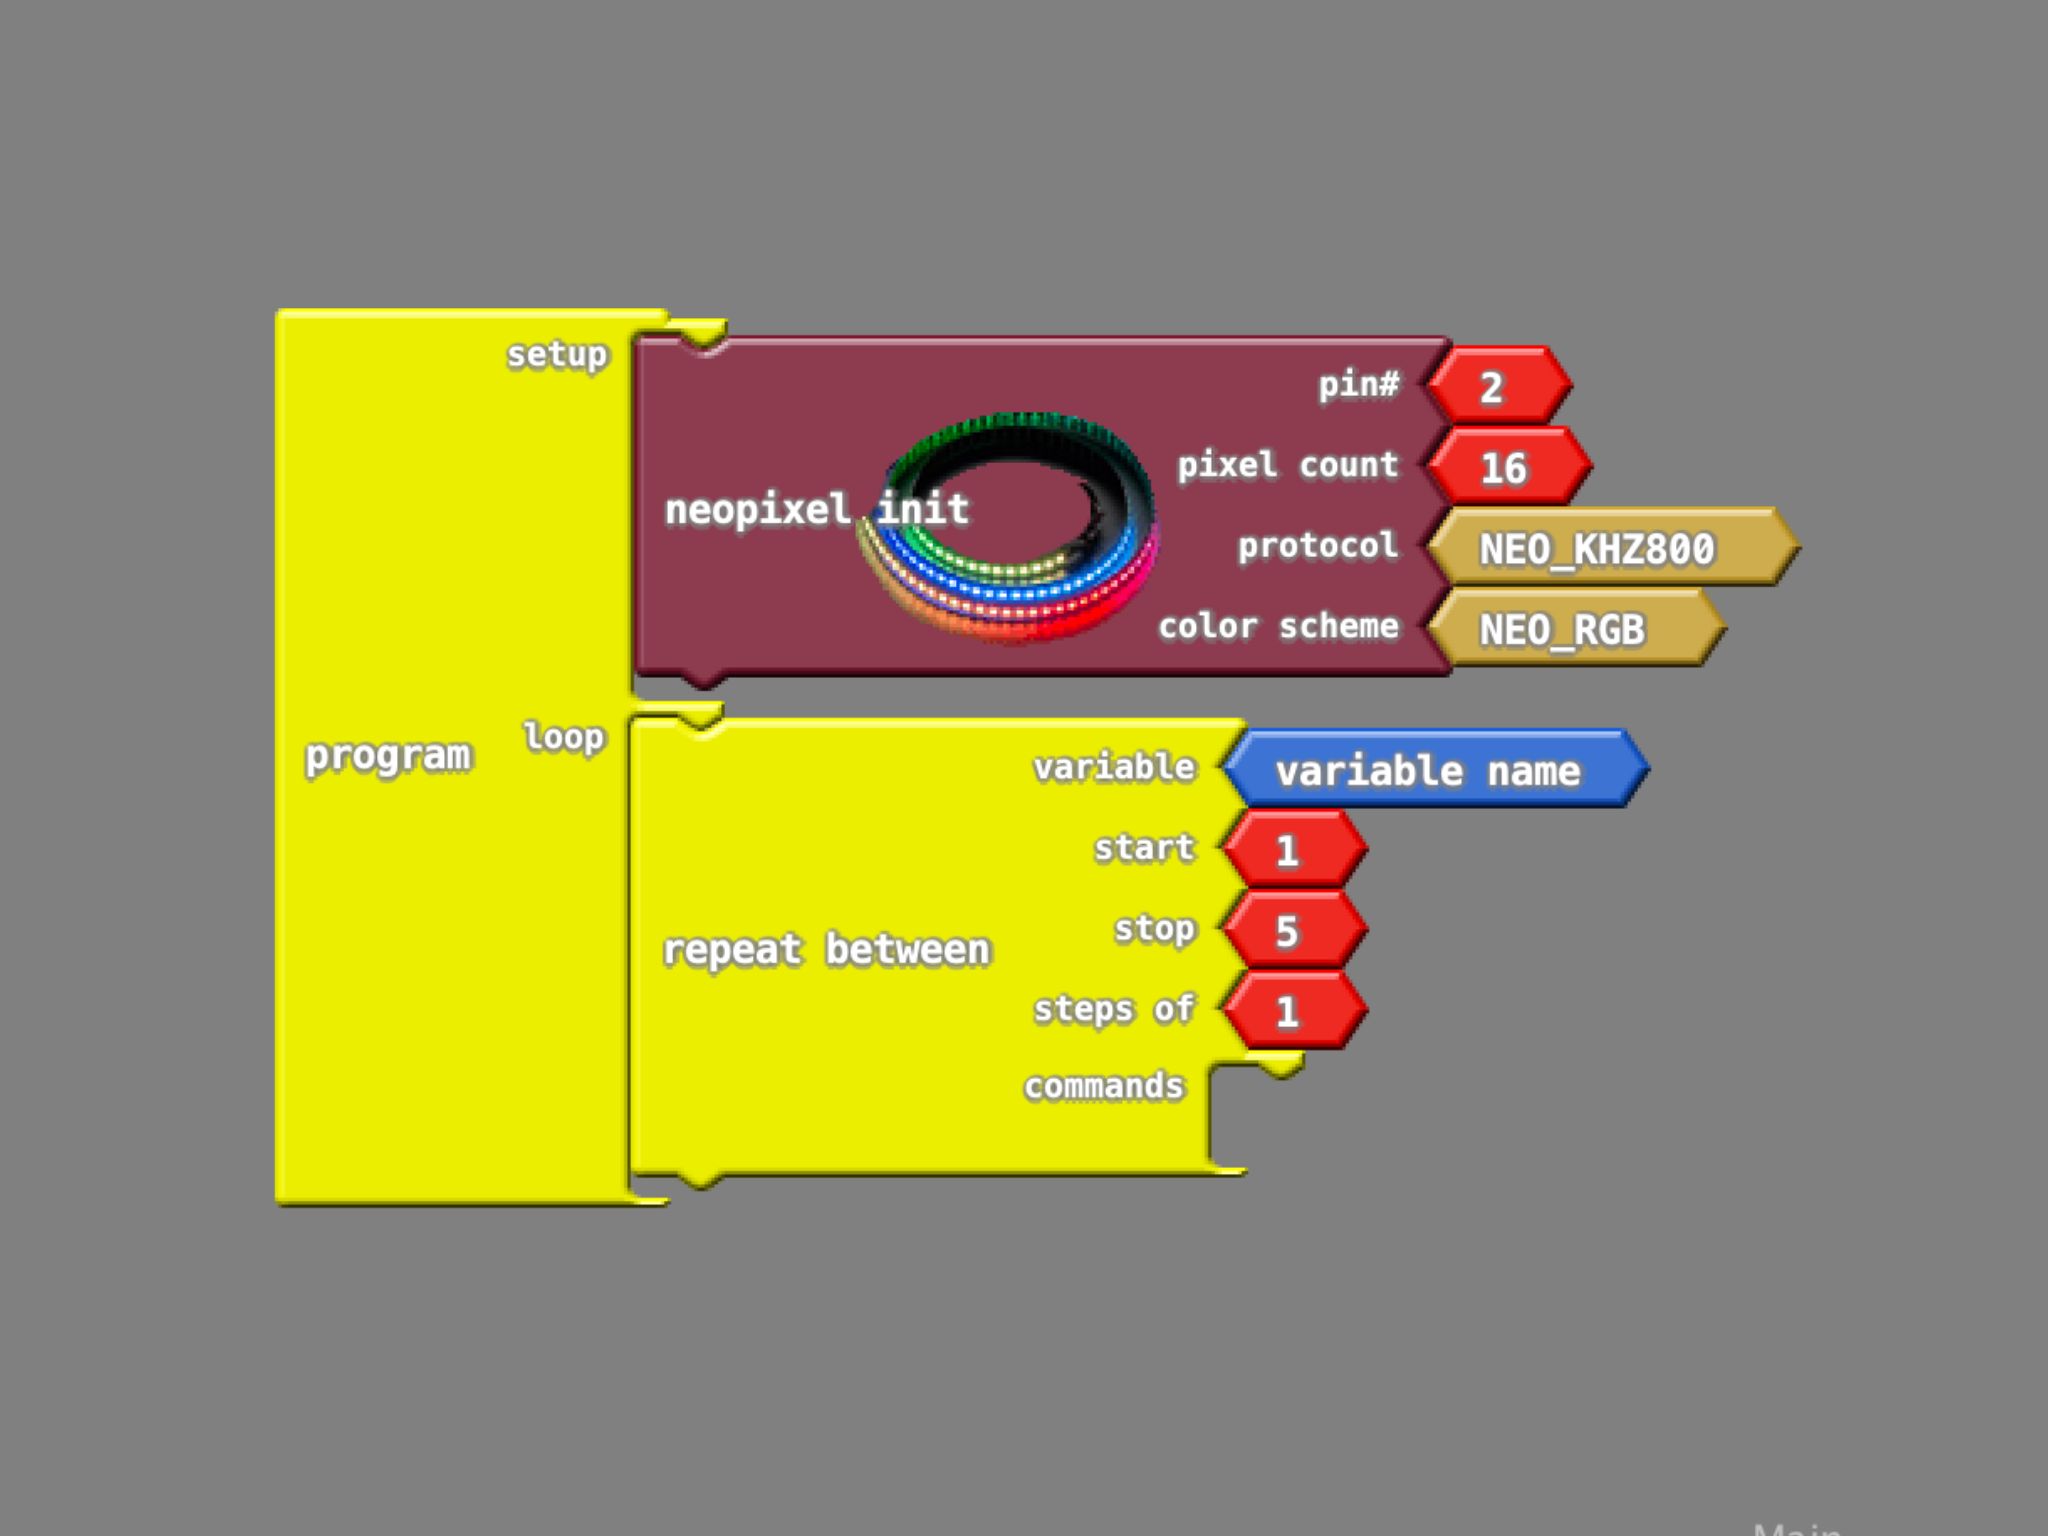 setup
pin# 2
pixel count 16
neopixel init
protocol NEO_KHZ800
color scheme NEO_RGB
program
loop
variable variable name
start 1
stop 5
repeat between
steps of 1
commands
Main